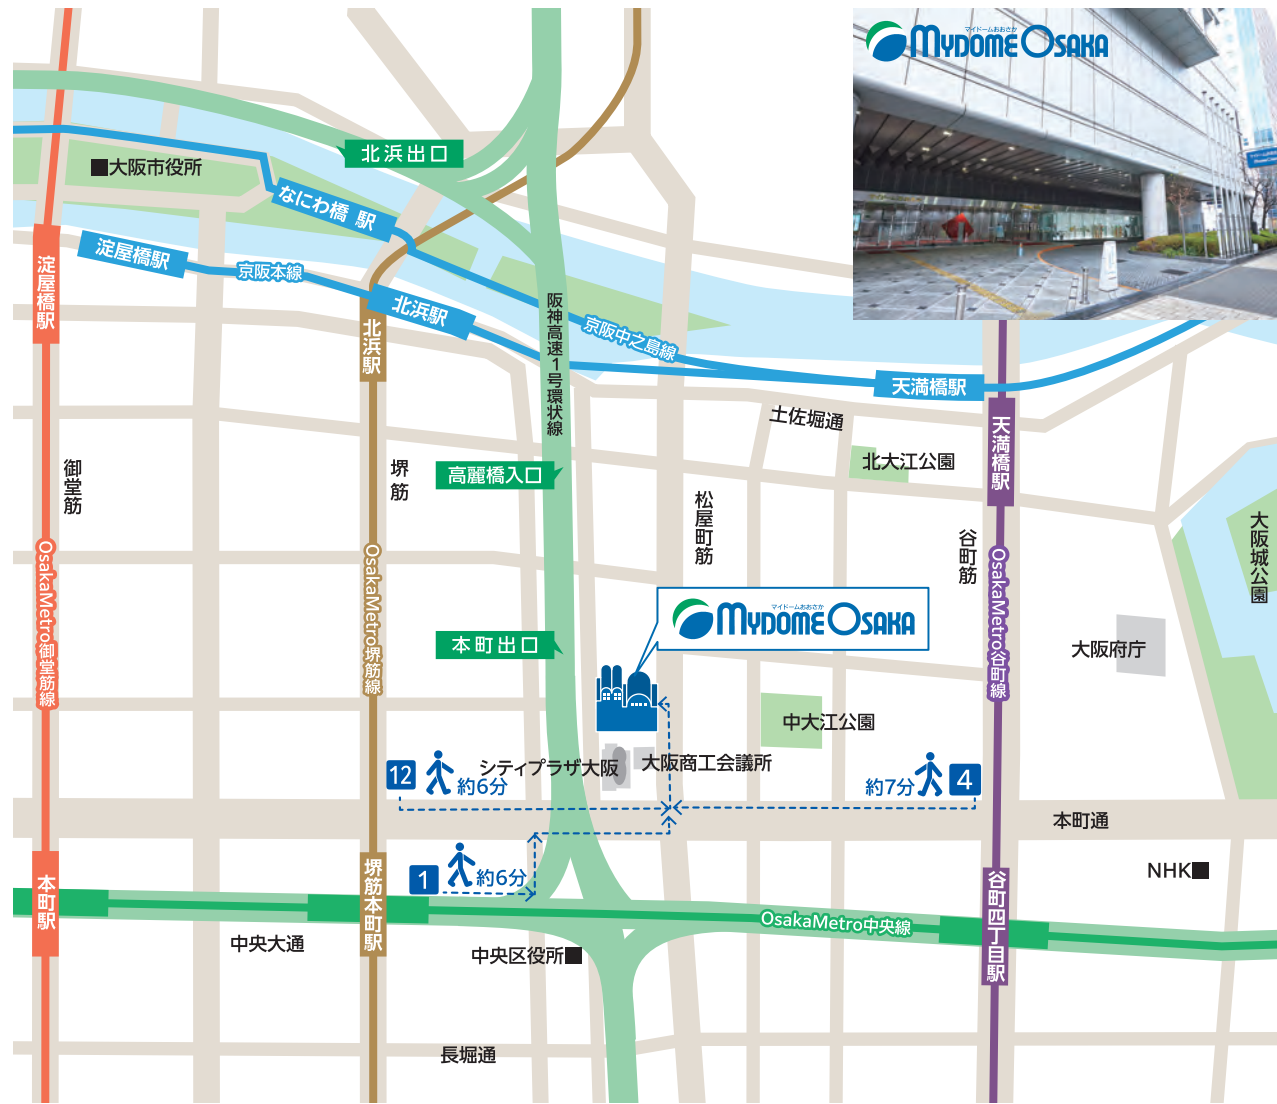 マイドームおおさか
MYDOME OSAKA
北浜出口
大阪市役所
なにわ橋 駅
淀屋橋駅
京阪本線
淀屋橋駅
北浜駅
北浜駅
阪神高速1号環状線
京阪中之島線
天満橋駅
天満橋駅
土佐堀通
北大江公園
御堂筋
堺筋
高麗橋入口
松屋町筋
谷町筋
大阪城公園
OsakaMetro御堂筋線
OsakaMetro堺筋線
OsakaMetro谷町線
マイドームおおさか
MYDOME OSAKA
本町出口
大阪府庁
中大江公園
シティプラザ大阪
大阪商工会議所
12
約6分
約7分
4
本町通
1
約6分
NHK
本町駅
堺筋本町駅
谷町四丁目駅
OsakaMetro中央線
中央大通
中央区役所
長堀通